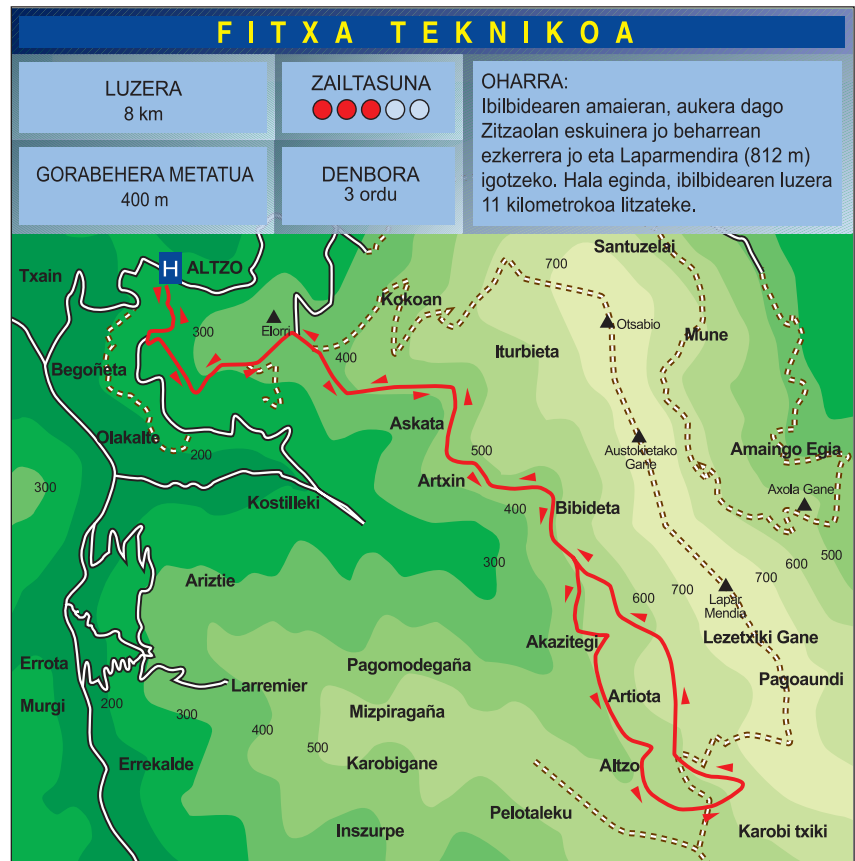 FITXA TEKNIKOA
LUZERA
8 km
ZAILTASUNA
GORABEHERA METATUA
400 m
DENBORA
3 ordu
OHARRA:
Ibilbidearen amaieran, aukera dago
Zitzaolan eskuinera jo beharrean
ezkerrera jo eta Laparmendira (812 m)
igotzeko. Hala eginda, ibilbidearen luzera
11 kilometrokoa litzateke.
Santuzelai
700
H ALTZO
Txain
Kokoan
300
Elorri
Otsabio
Mune
Iturbieta
400
Begoñeta
Askata
Olakalte
200
500
Austokietako
Gane
Amaingo Egia
300
Artxin
Axola Gane
Kostilleki
400
Bibideta
500
600
700
300
Ariztie
700
600
Lapar
Mendia
Akazitegi
Lezetxiki Gane
Errota
Pagomodegaña
Pagoaundi
Larremier
Artiota
Murgi
200
300
Mizpiragaña
400
500
Errekalde
Karobigane
Altzo
Pelotaleku
Inszurpe
Karobi txiki